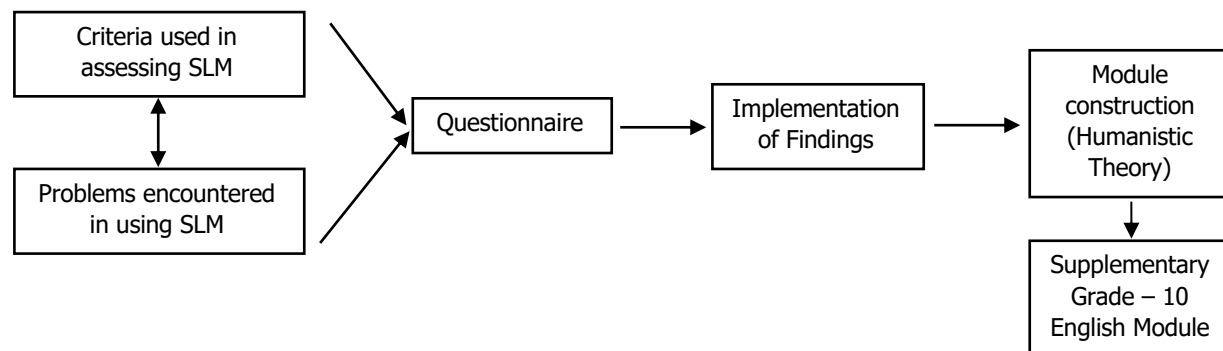 Criteria used in
assessing SLM
Problems encountered
in using SLM
Questionnaire
Implementation
of Findings
Module
construction
(Humanistic
Theory)
Supplementary
Grade – 10
English Module